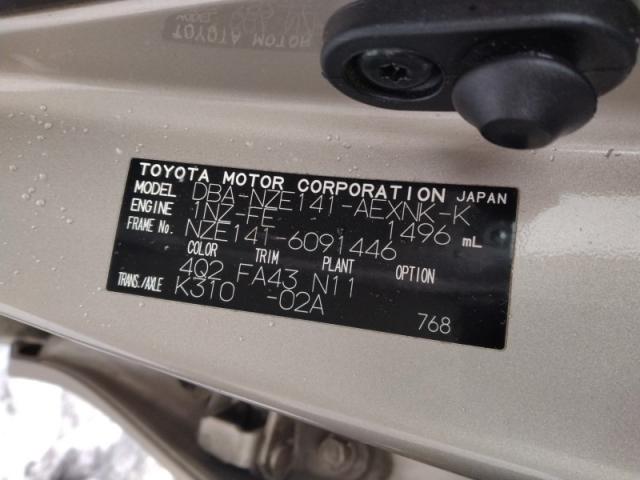 TOYOTA MOTOR CORPORATION JAPAN
MODEL DBA-NZE141-AEXNK-K
ENGINE 1NZ-FE 1496 mL
FRAME No. NZE141-6091446
COLOR TRIM PLANT OPTION
4Q2 FA43 N11
TRANS./AXLE K310 -02A
768